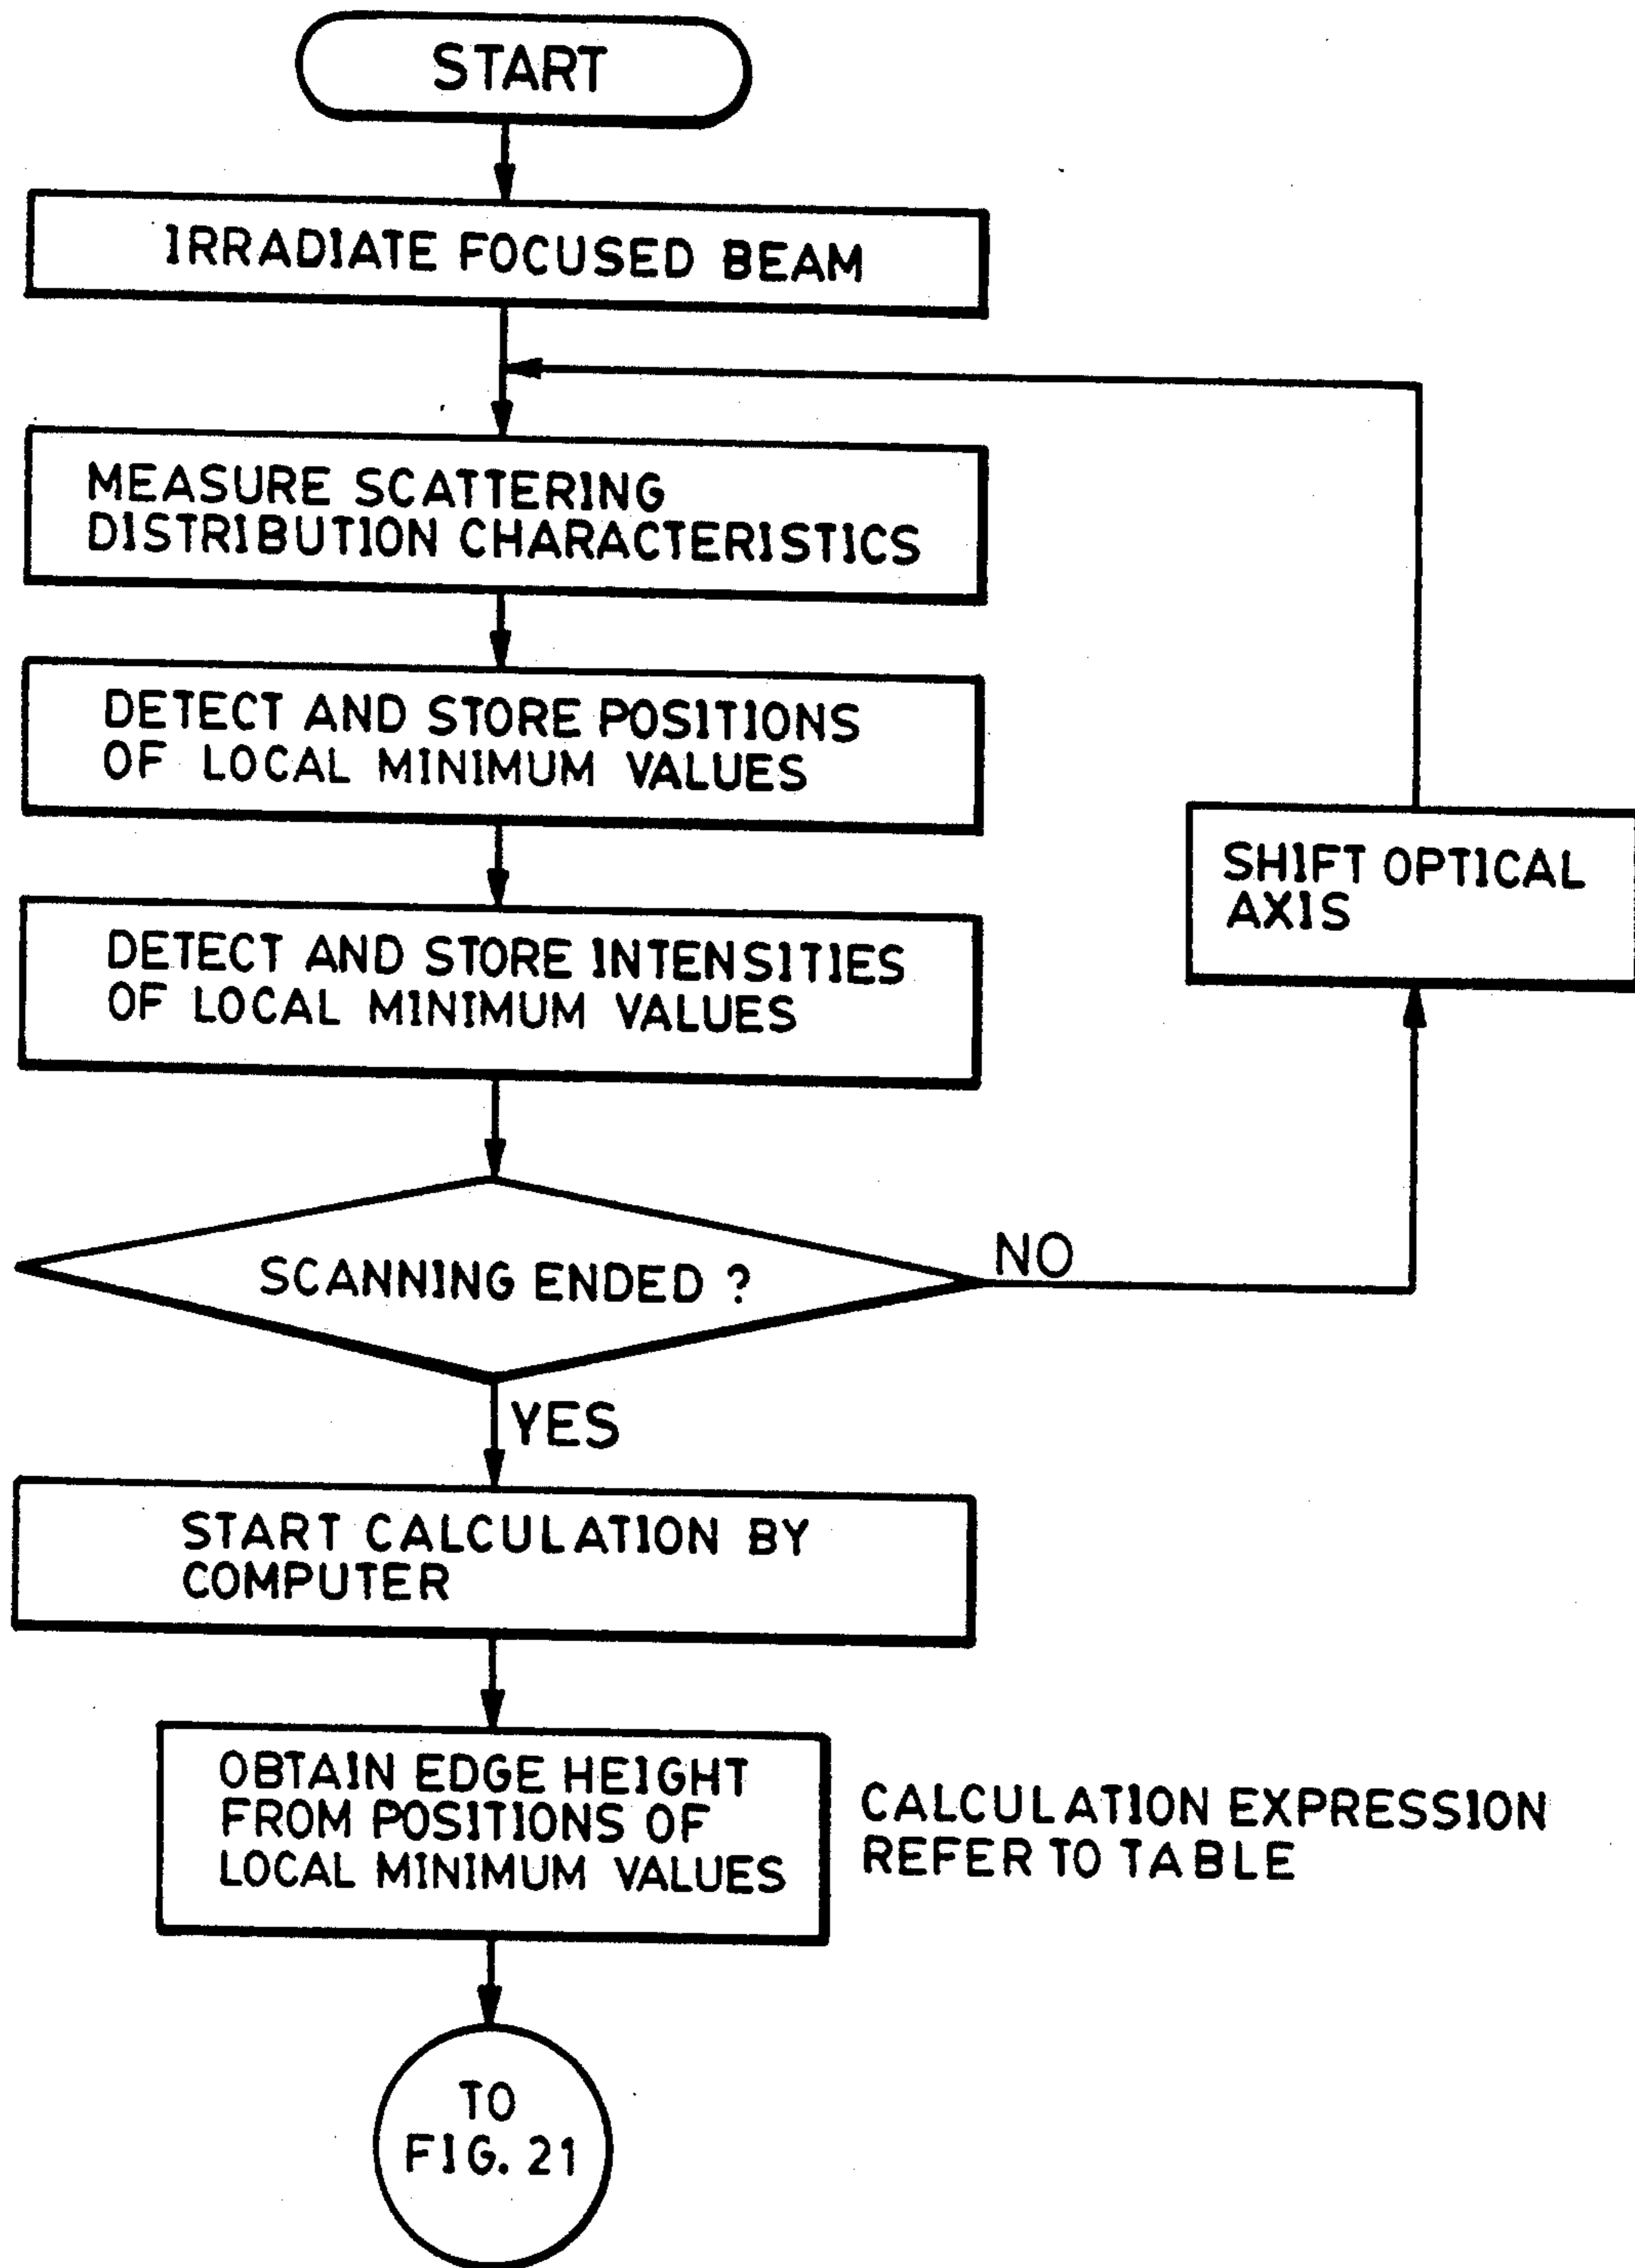 START
IRRADIATE FOCUSED BEAM
MEASURE SCATTERING
DISTRIBUTION CHARACTERISTICS
DETECT AND STORE POSITIONS
OF LOCAL MINIMUM VALUES
SHIFT OPTICAL
AXIS
DETECT AND STORE INTENSITIES
OF LOCAL MINIMUM VALUES
SCANNING ENDED ?
NO
YES
START CALCULATION BY
COMPUTER
OBTAIN EDGE HEIGHT
FROM POSITIONS OF
LOCAL MINIMUM VALUES
CALCULATION EXPRESSION
REFER TO TABLE
TO
FIG. 21